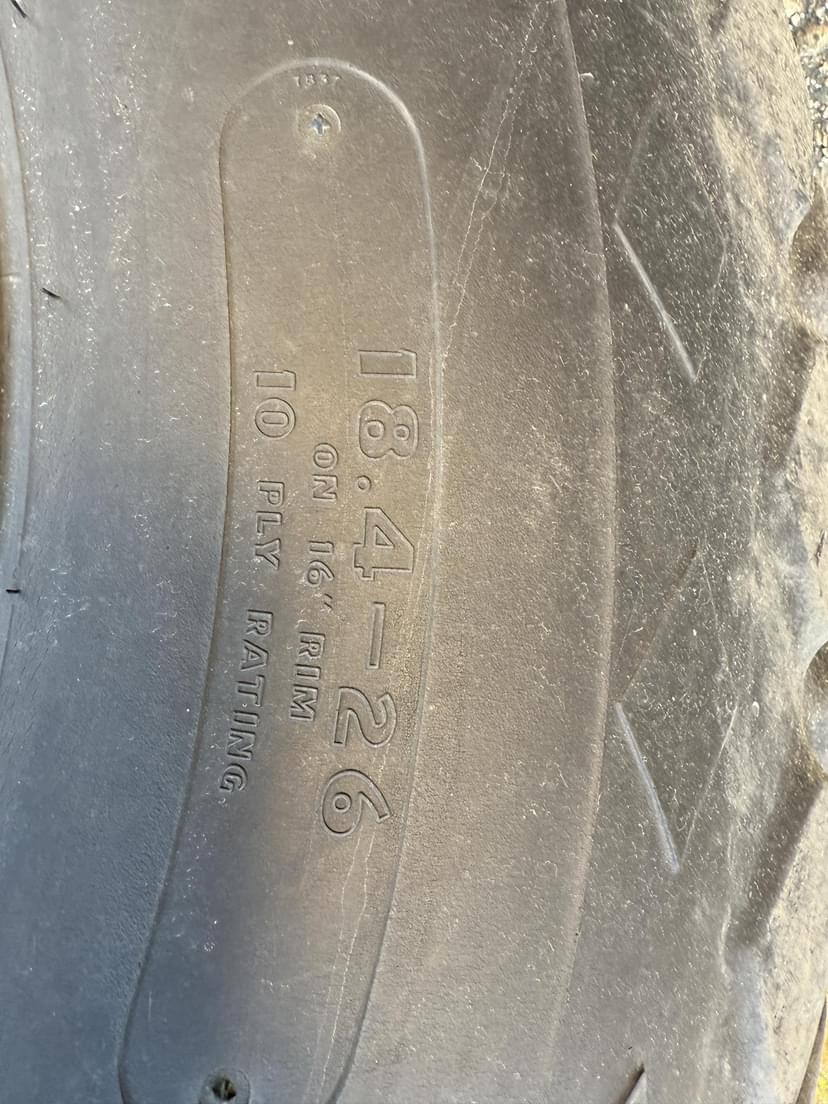 18.4-26
ON 16" RIM
10 PLY RATING